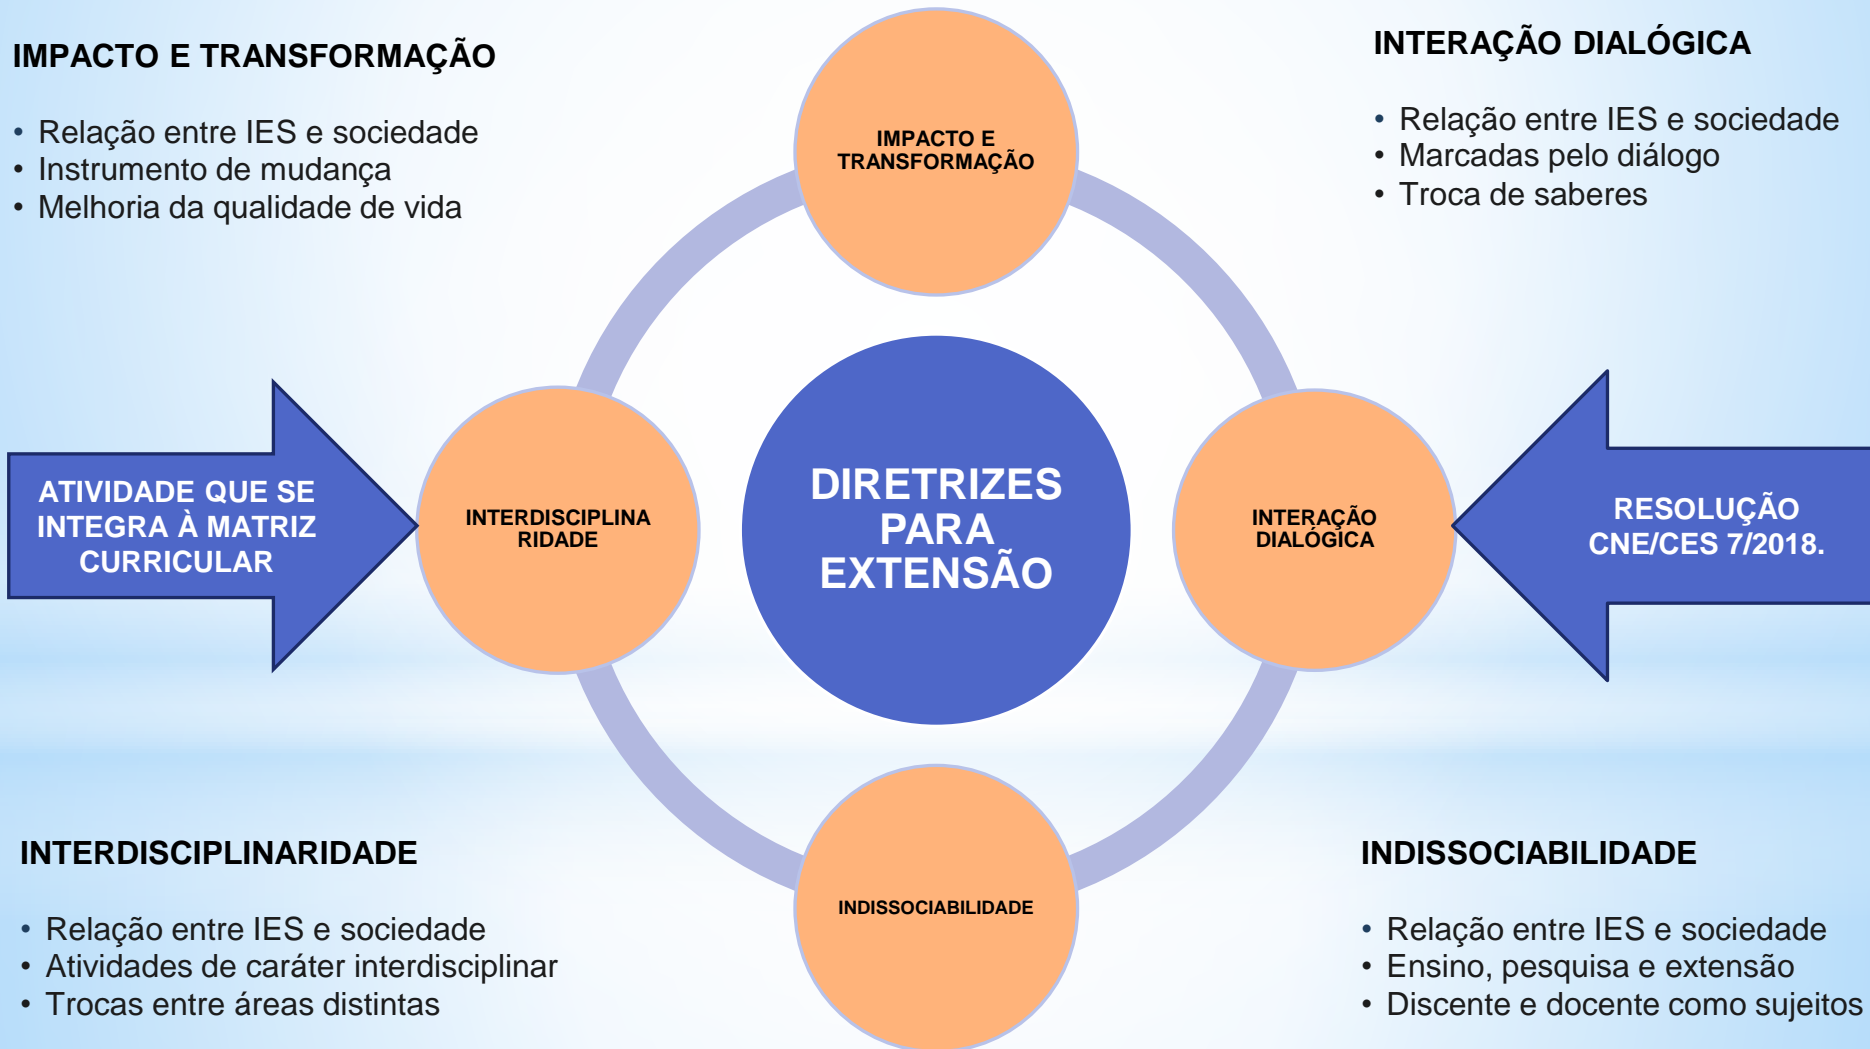 IMPACTO E TRANSFORMAÇÃO
• Relação entre IES e sociedade
• Instrumento de mudança
• Melhoria da qualidade de vida
IMPACTO E
TRANSFORMAÇÃO
INTERAÇÃO DIALÓGICA
• Relação entre IES e sociedade
• Marcadas pelo diálogo
• Troca de saberes
ATIVIDADE QUE SE
INTEGRA À MATRIZ
CURRICULAR
INTERDISCIPLINA
RIDADE
DIRETRIZES
PARA
EXTENSÃO
INTERAÇÃO
DIALÓGICA
RESOLUÇÃO
CNE/CES 7/2018.
INTERDISCIPLINARIDADE
• Relação entre IES e sociedade
• Atividades de caráter interdisciplinar
• Trocas entre áreas distintas
INDISSOCIABILIDADE
INDISSOCIABILIDADE
• Relação entre IES e sociedade
• Ensino, pesquisa e extensão
• Discente e docente como sujeitos